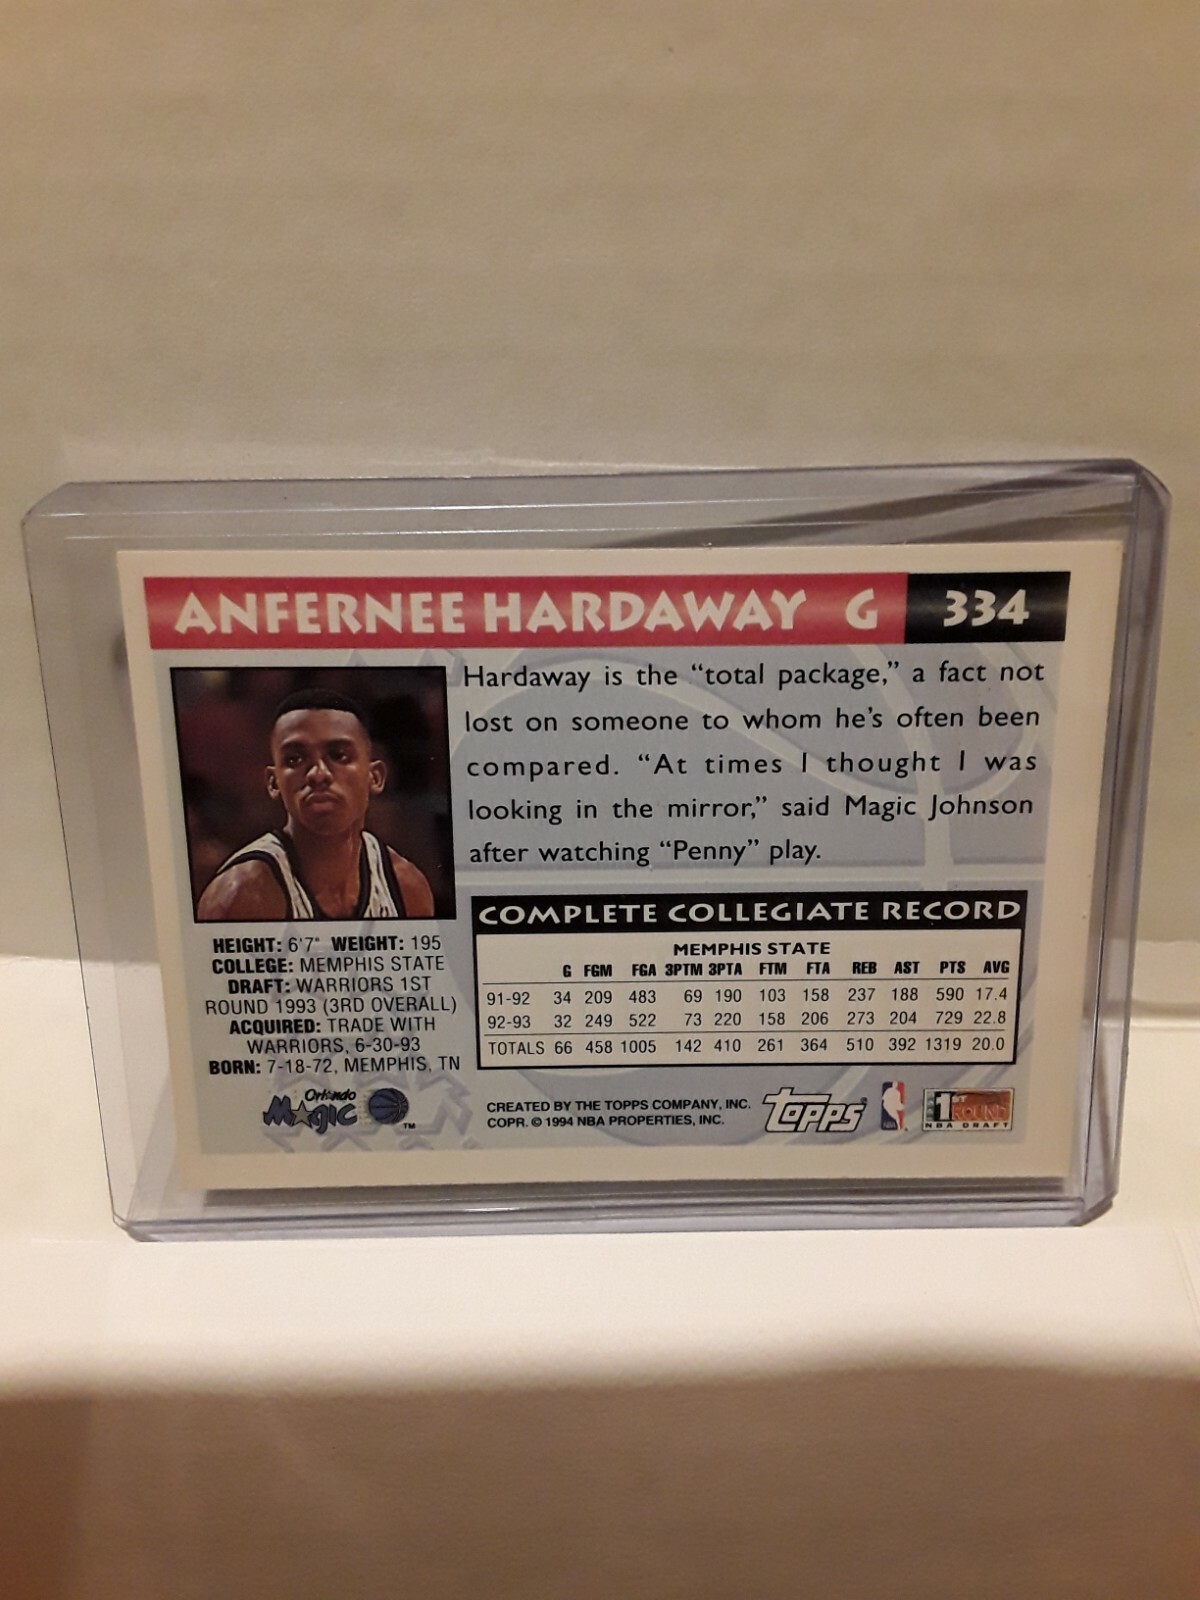 ANFERNEE HARDAWAY G 334
Hardaway is the “total package,” a fact not
lost on someone to whom he’s often been
compared. “At times I thought I was
looking in the mirror,” said Magic Johnson
after watching “Penny” play.
HEIGHT: 6'7" WEIGHT: 195
COLLEGE: MEMPHIS STATE
DRAFT: WARRIORS 1ST
ROUND 1993 (3RD OVERALL)
ACQUIRED: TRADE WITH
WARRIORS, 6-30-93
BORN: 7-18-72, MEMPHIS, TN
Orlando
Magic
TM
COMPLETE COLLEGIATE RECORD
MEMPHIS STATE
G FGM FGA 3PTM 3PTA FTM FTA REB AST PTS AVG
91-92 34 209 483 69 190 103 158 237 188 590 17.4
92-93 32 249 522 73 220 158 206 273 204 729 22.8
TOTALS 66 458 1005 142 410 261 364 510 392 1319 20.0
CREATED BY THE TOPPS COMPANY, INC.
COPR. © 1994 NBA PROPERTIES, INC.
Topps®
NBA
1ST
ROUND
NBA DRAFT